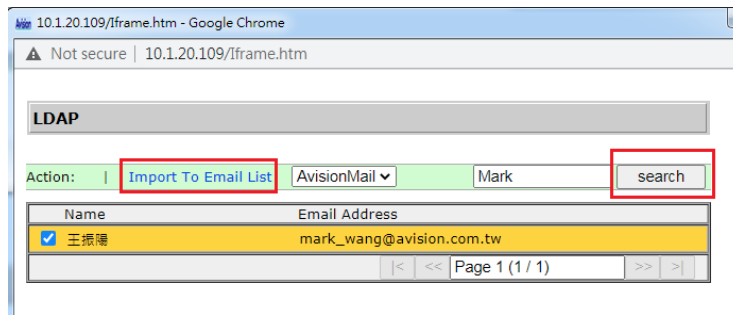 10.1.20.109/Iframe.htm - Google Chrome
Not secure | 10.1.20.109/Iframe.htm
LDAP
Action: | Import To Email List AvisionMail Mark search
Name Email Address
王振陽 mark_wang@avision.com.tw
|< << Page 1 (1 / 1) >> >|